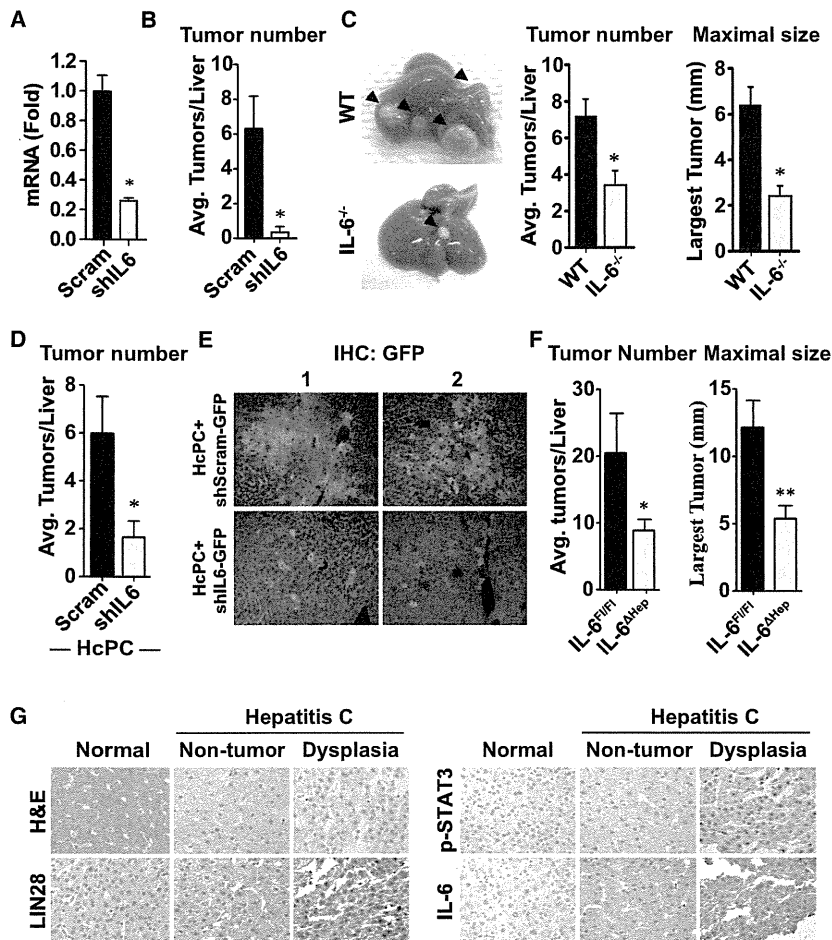 A
mRNA (Fold)
1.2
1.0
0.8
0.6
0.4
0.2
0.0
*
Scram
shIL6
B
Tumor number
Avg. Tumors/Liver
10
8
6
4
2
0
*
Scram
shIL6
C
WT
IL-6-/-
Tumor number
Avg. Tumors/Liver
10
8
6
4
2
0
*
WT
IL-6-/-
Maximal size
Largest Tumor (mm)
8
6
4
2
0
*
WT
IL-6-/-
D
Tumor number
Avg. Tumors/Liver
8
6
4
2
0
*
Scram
shIL6
— HcPC —
E
IHC: GFP
1
2
HcPC+
shScram-GFP
HcPC+
shIL6-GFP
F
Tumor Number
Avg. tumors/Liver
30
20
10
0
*
IL-6Fl/Fl
IL-6ΔHep
Maximal size
Largest Tumor (mm)
15
10
5
0
**
IL-6Fl/Fl
IL-6ΔHep
G
Hepatitis C
Normal
Non-tumor
Dysplasia
H&E
LIN28
Hepatitis C
Normal
Non-tumor
Dysplasia
p-STAT3
IL-6